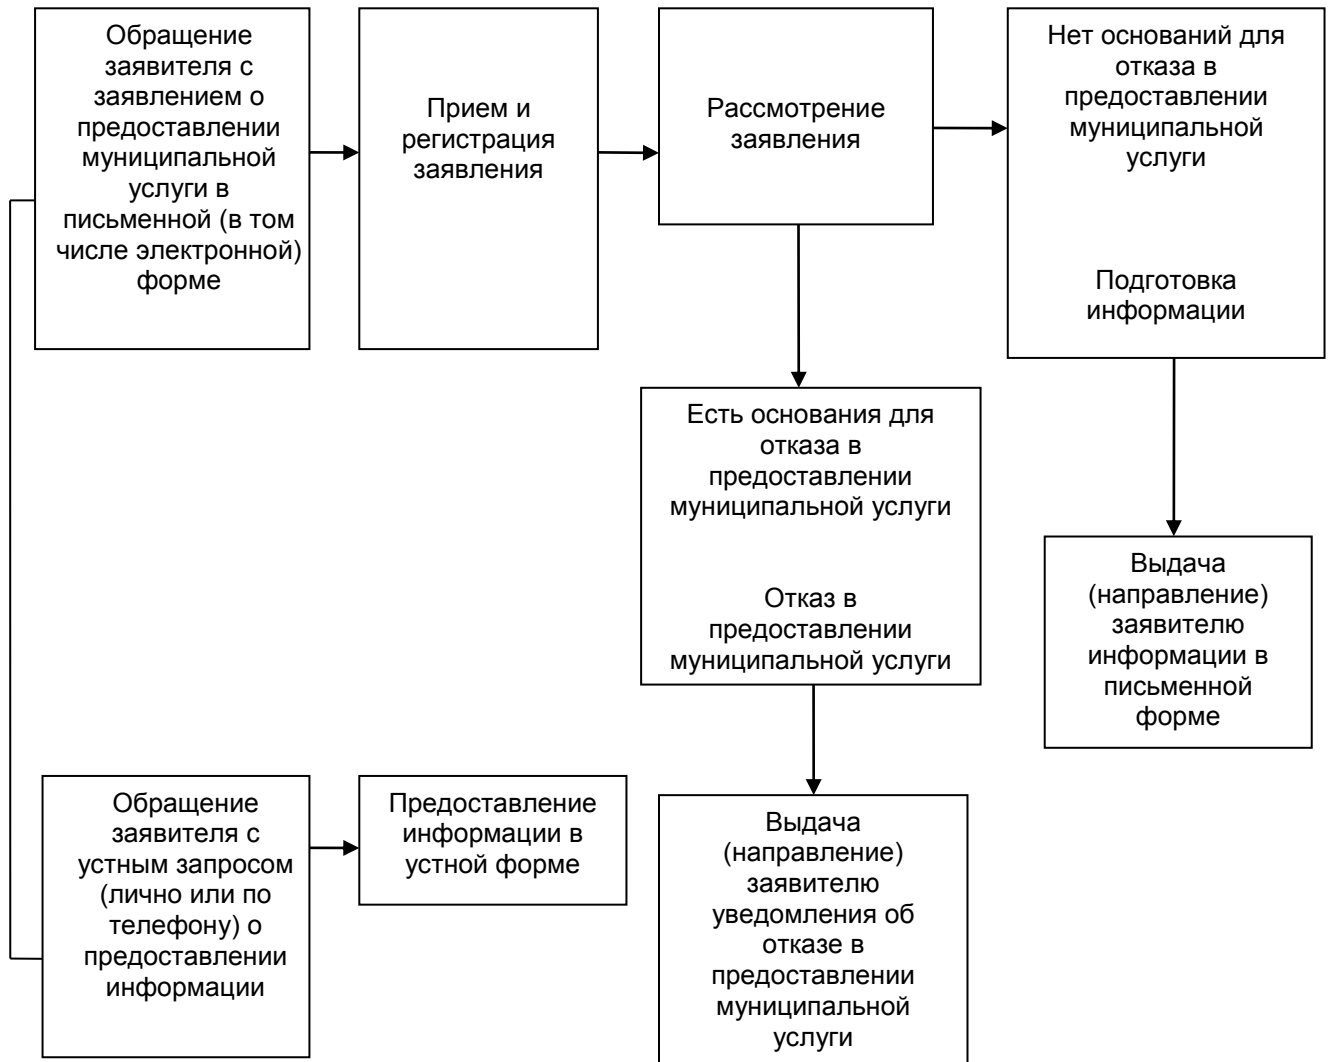 Обращение
заявителя с
заявлением о
предоставлении
муниципальной
услуги в
письменной (в том
числе электронной)
форме
Прием и
регистрация
заявления
Рассмотрение
заявления
Нет оснований для
отказа в
предоставлении
муниципальной
услуги
Подготовка
информации
Есть основания для
отказа в
предоставлении
муниципальной услуги
Отказ в
предоставлении
муниципальной услуги
Выдача
(направление)
заявителю
информации в
письменной
форме
Обращение
заявителя с
устным запросом
(лично или по
телефону) о
предоставлении
информации
Предоставление
информации в
устной форме
Выдача
(направление)
заявителю
уведомления об
отказе в
предоставлении
муниципальной
услуги